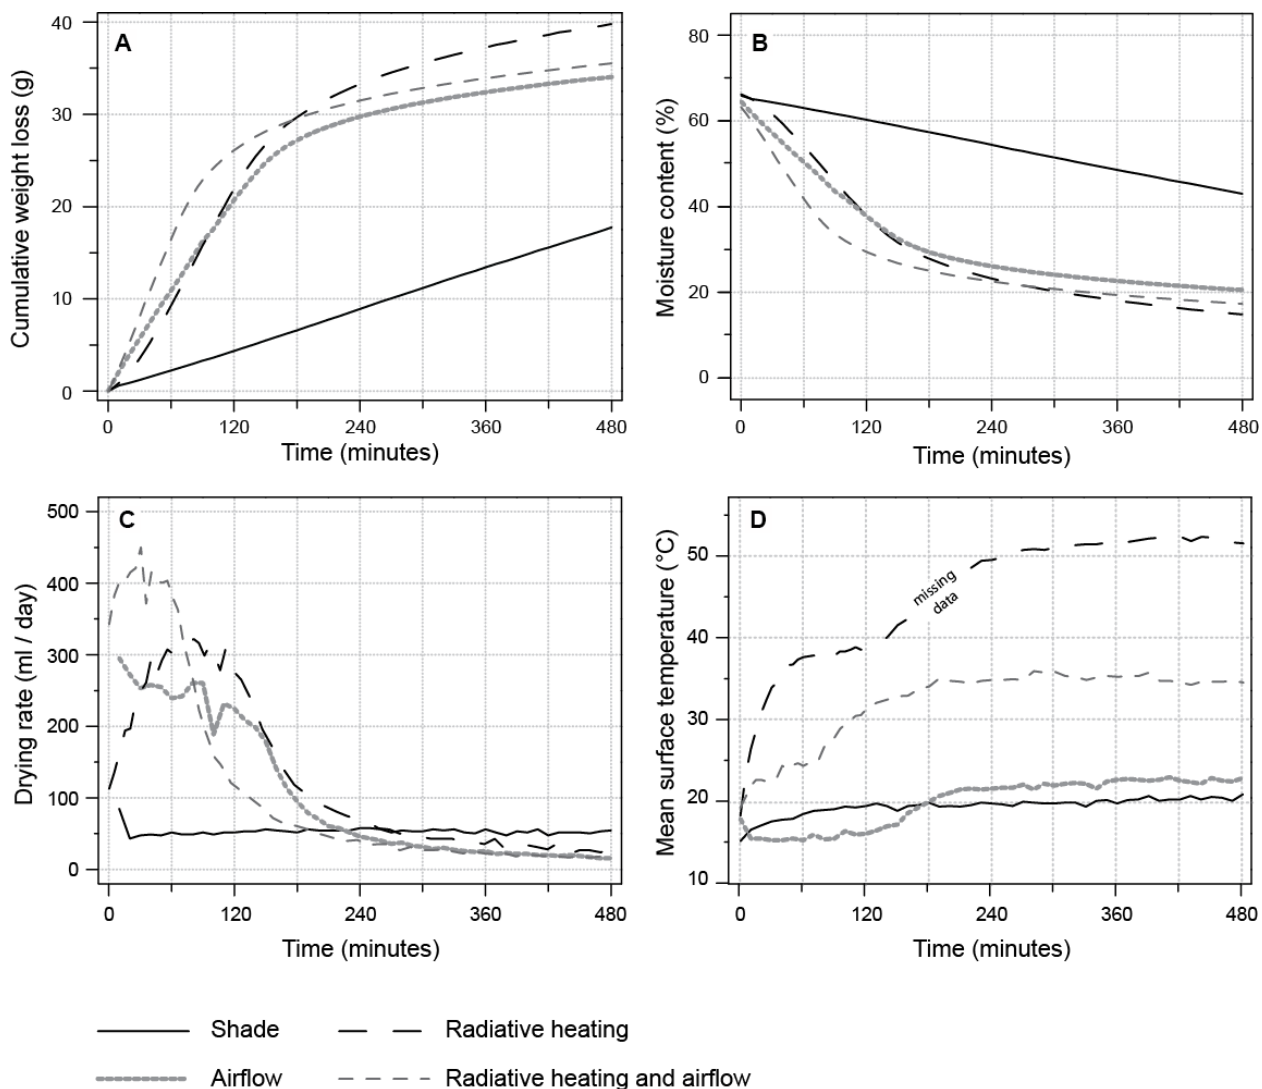 A
Cumulative weight loss (g)
40
30
20
10
0
0 120 240 360 480
Time (minutes)
B
Moisture content (%)
80
60
40
20
0
0 120 240 360 480
Time (minutes)
C
Drying rate (ml / day)
500
400
300
200
100
0
0 120 240 360 480
Time (minutes)
D
Mean surface temperature (°C)
50
40
30
20
10
missing
data
0 120 240 360 480
Time (minutes)
Shade Radiative heating
Airflow Radiative heating and airflow